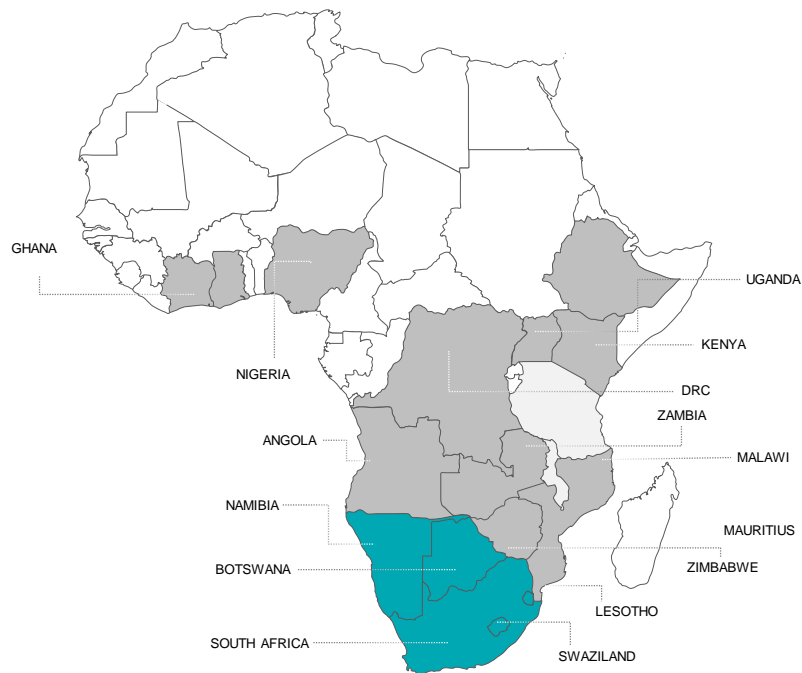 GHANA
UGANDA
KENYA
NIGERIA
DRC
ZAMBIA
ANGOLA
MALAWI
NAMIBIA
MAURITIUS
ZIMBABWE
BOTSWANA
LESOTHO
SOUTH AFRICA
SWAZILAND